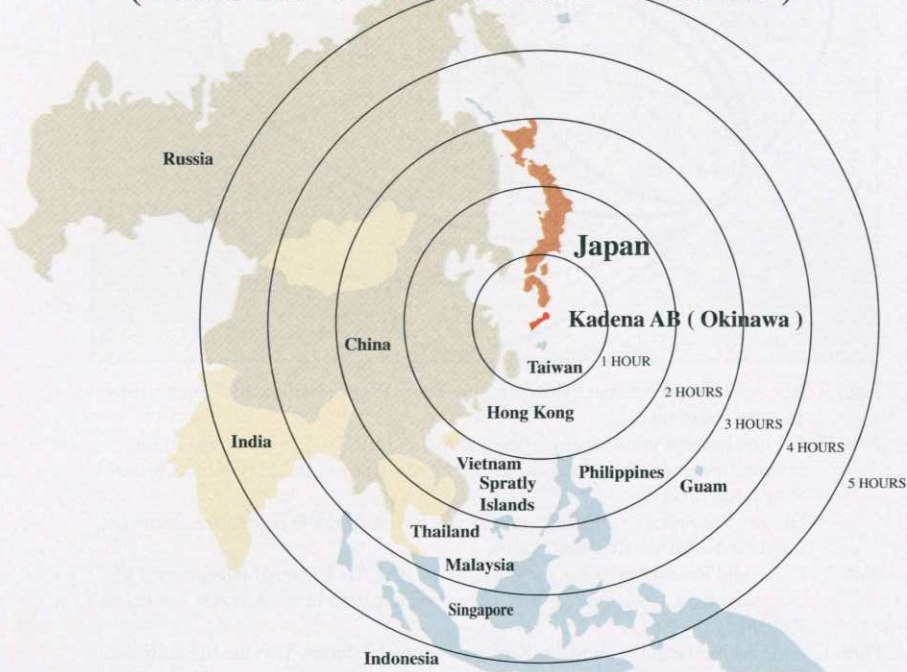 Russia
Japan
Kadena AB ( Okinawa )
China
Taiwan
1 HOUR
2 HOURS
Hong Kong
3 HOURS
India
4 HOURS
Vietnam
Philippines
Spratly
Islands
Guam
5 HOURS
Thailand
Malaysia
Singapore
Indonesia